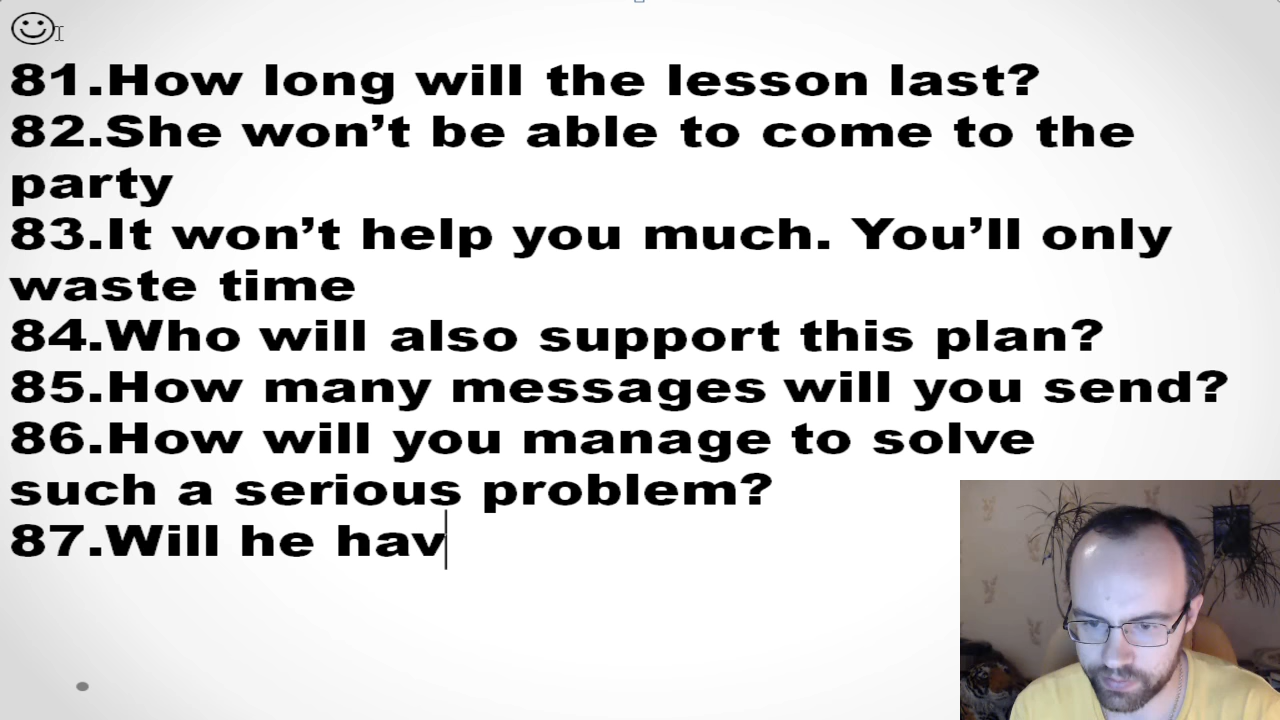 81.How long will the lesson last?
82.She won’t be able to come to the
party
83.It won’t help you much. You’ll only
waste time
84.Who will also support this plan?
85.How many messages will you send?
86.How will you manage to solve
such a serious problem?
87.Will he hav